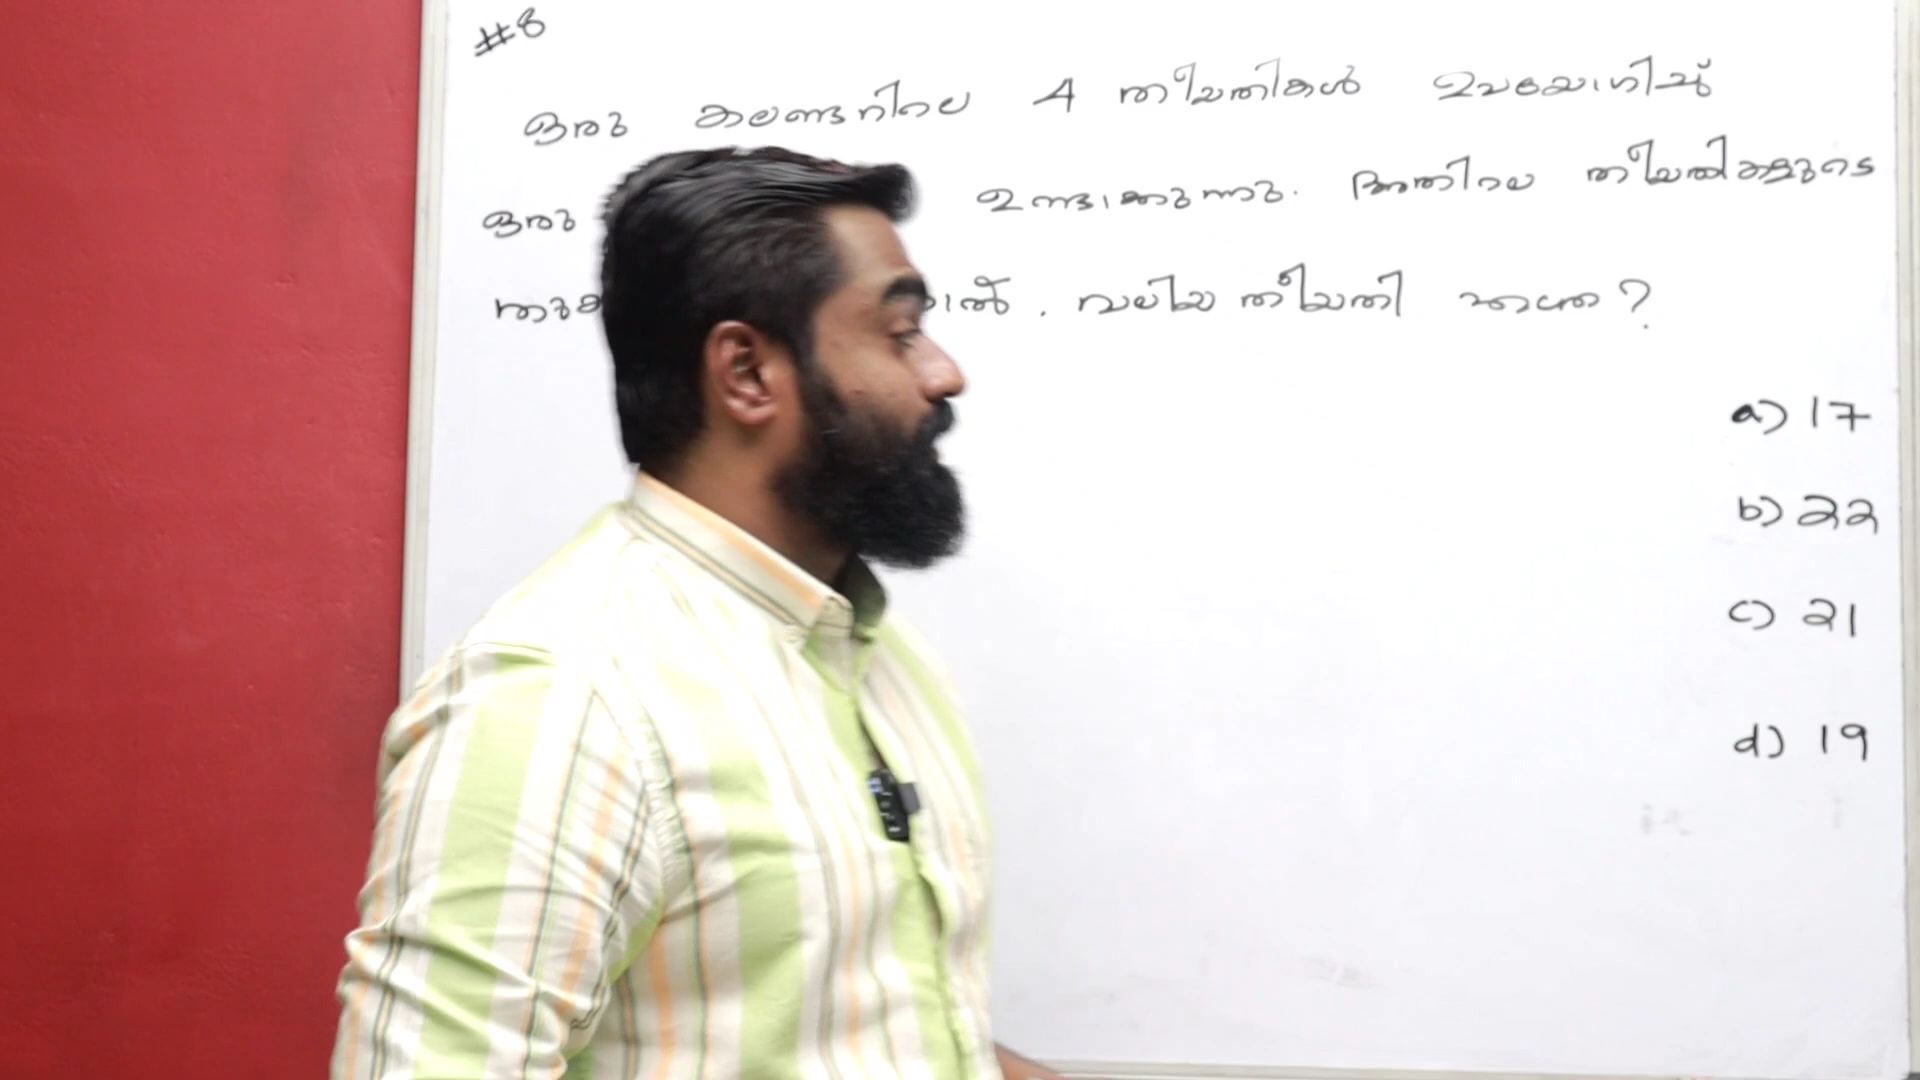 #8
ഒരു കലണ്ടറിലെ 4 തീയതികൾ ഉപയോഗിച്ച്
ഒരു ഉണ്ടാക്കുന്നു. അതിലെ തീയതികളുടെ
തുക വലിയ തീയതി എത്ര?
a) 17
b) 22
c) 21
d) 19